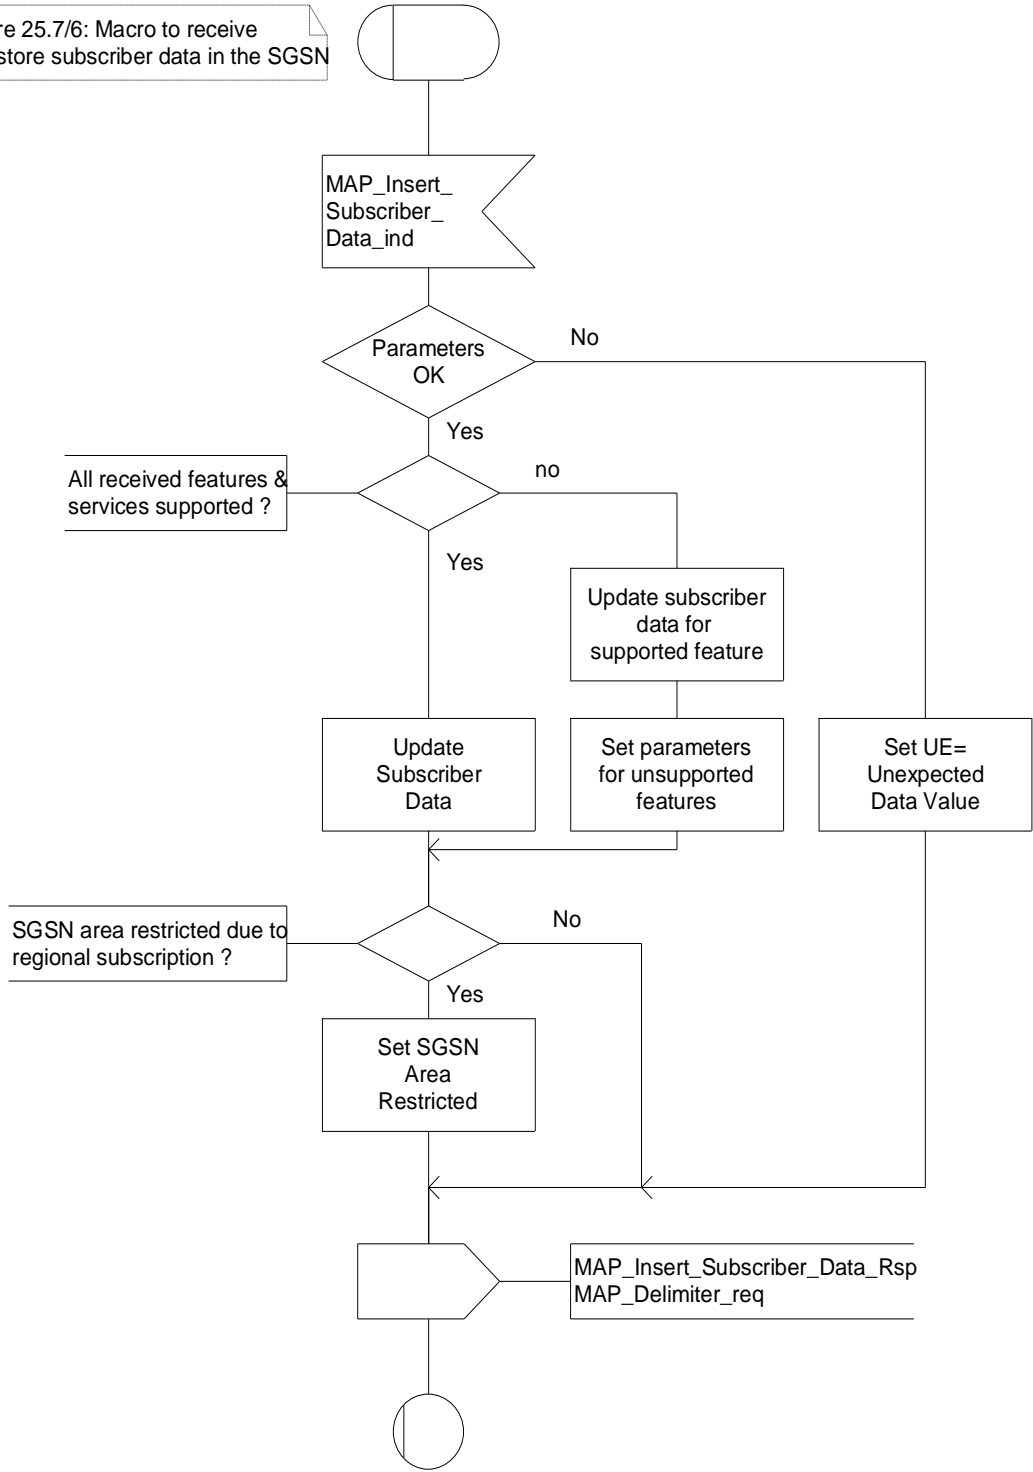 re 25.7/6: Macro to receive
store subscriber data in the SGSN
MAP_Insert_
Subscriber_
Data_ind
Parameters
OK
No
Yes
All received features &
services supported ?
no
Yes
Update subscriber
data for
supported feature
Update
Subscriber
Data
Set parameters
for unsupported
features
Set UE=
Unexpected
Data Value
SGSN area restricted due to
regional subscription ?
No
Yes
Set SGSN
Area
Restricted
MAP_Insert_Subscriber_Data_Rsp
MAP_Delimiter_req